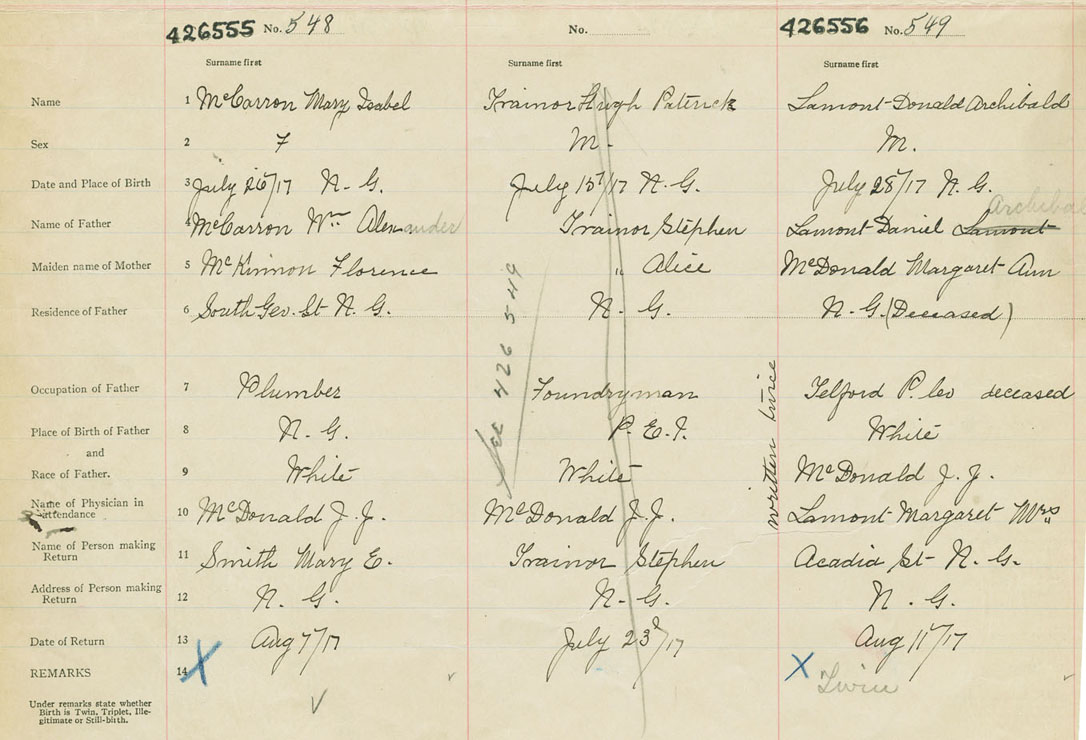 426555 No. 548 No. 426556 No. 549
Surname first Surname first Surname first
Name 1 McCarron Mary Isabel Trainor Hugh Patrick Lamont Donald Archibald
Sex 2 F M. M.
Date and Place of Birth 3 July 26/17 N. G. July 15/17 N. G. July 28/17 N. G.
Archiba
Name of Father 4 McCarron Wm Alexander Trainor Stephen Lamont Daniel Lamont
Maiden name of Mother 5 McKinnon Florence " Alice McDonald Margaret Ann
Residence of Father 6 South Geo. St N. G. N. G. N. G. (Deceased)
See 426549
written twice
Occupation of Father 7 Plumber Foundryman Telford P. leo deceased
Place of Birth of Father 8 N. G. P. E. I. White
and
Race of Father. 9 White White McDonald J. J.
Name of Physician in
attendance 10 McDonald J. J. McDonald J. J. Lamont Margaret Mrs
Name of Person making
Return 11 Smith Mary E. Trainor Stephen Acadia St N. G.
Address of Person making
Return 12 N. G. N. G. N. G.
Date of Return 13 Aug 7/17 July 23/17 Aug 11/17
REMARKS 14 X X Twin
Under remarks state whether
Birth is Twin, Triplet, Ille-
gitimate or Still-birth.